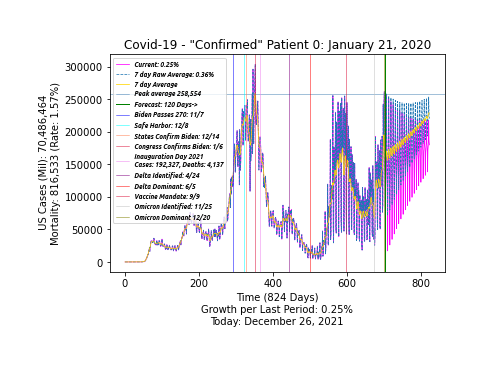 Covid-19 - "Confirmed" Patient 0: January 21, 2020
US Cases (Mil): 70,486,464
Mortality: 816,533 (Rate: 1.57%)
300000
250000
200000
150000
100000
50000
0
Current: 0.25%
7 day Raw Average: 0.36%
7 day Average
Peak average 258,554
Forecast: 120 Days->
Biden Passes 270: 11/7
Safe Harbor: 12/8
States Confirm Biden: 12/14
Congress Confirms Biden: 1/6
Inauguration Day 2021
Cases: 192,327, Deaths: 4,137
Delta Identified: 4/24
Delta Dominant: 6/5
Vaccine Mandate: 9/9
Omicron Identified: 11/25
Omicron Dominant: 12/20
0 200 400 600 800
Time (824 Days)
Growth per Last Period: 0.25%
Today: December 26, 2021